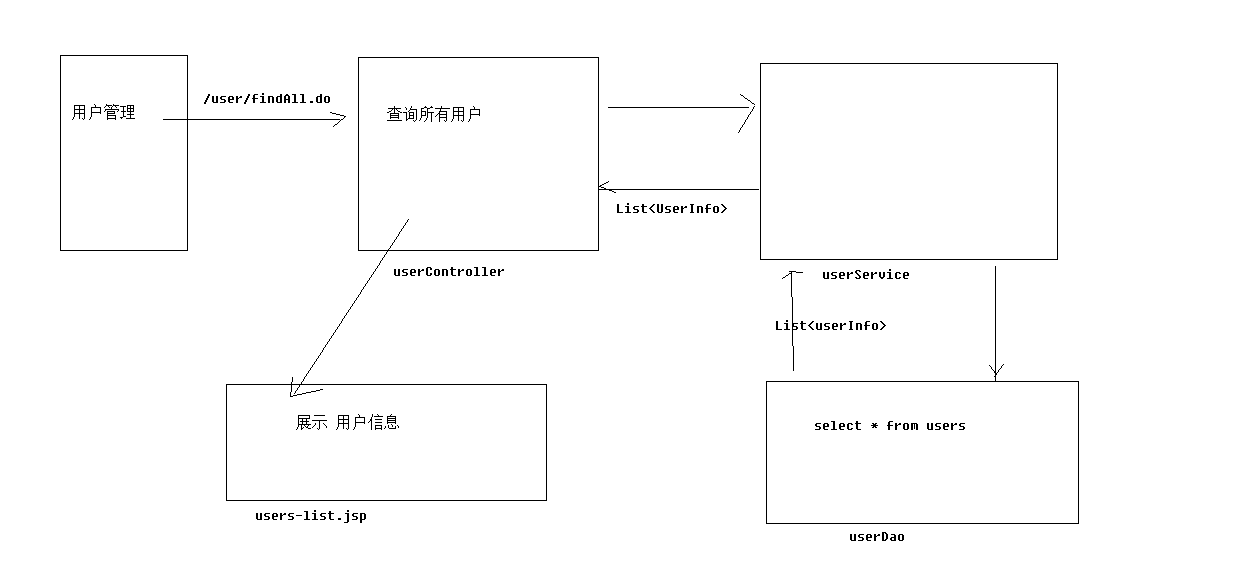 用户管理
/user/findAll.do
查询所有用户
List<UserInfo>
userController
userService
List<userInfo>
展示 用户信息
select * from users
users-list.jsp
userDao